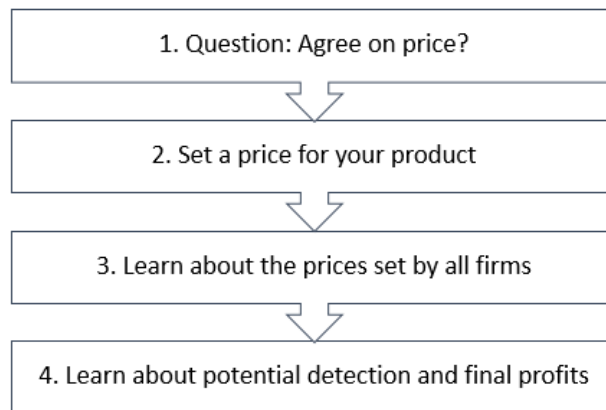 1. Question: Agree on price?
2. Set a price for your product
3. Learn about the prices set by all firms
4. Learn about potential detection and final profits